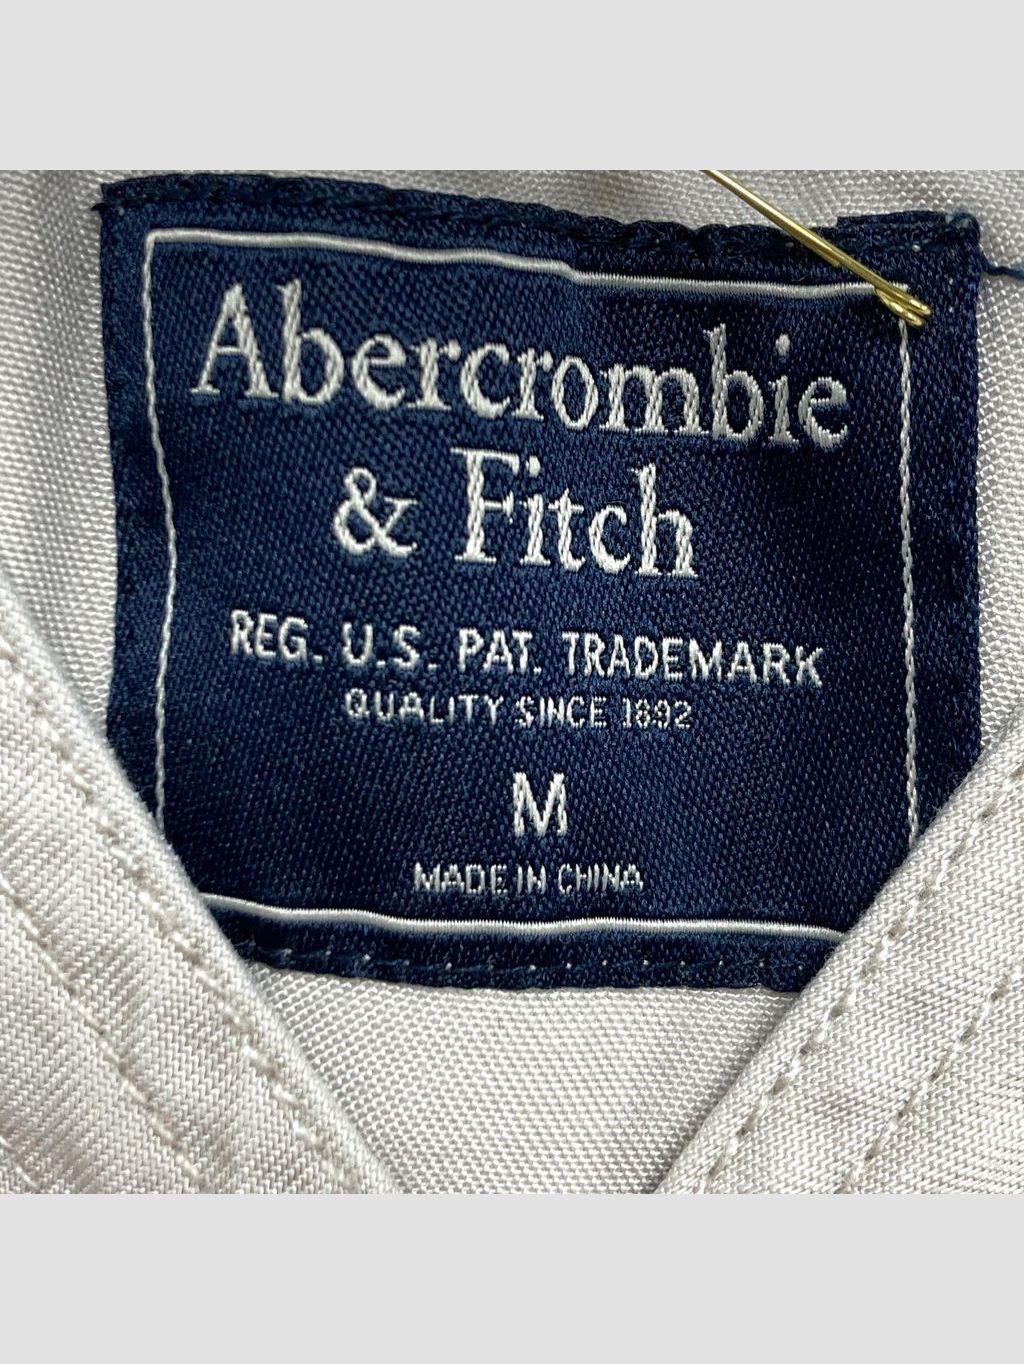 Abercrombie
& Fitch
REG. U.S. PAT. TRADEMARK
QUALITY SINCE 1892
M
MADE IN CHINA